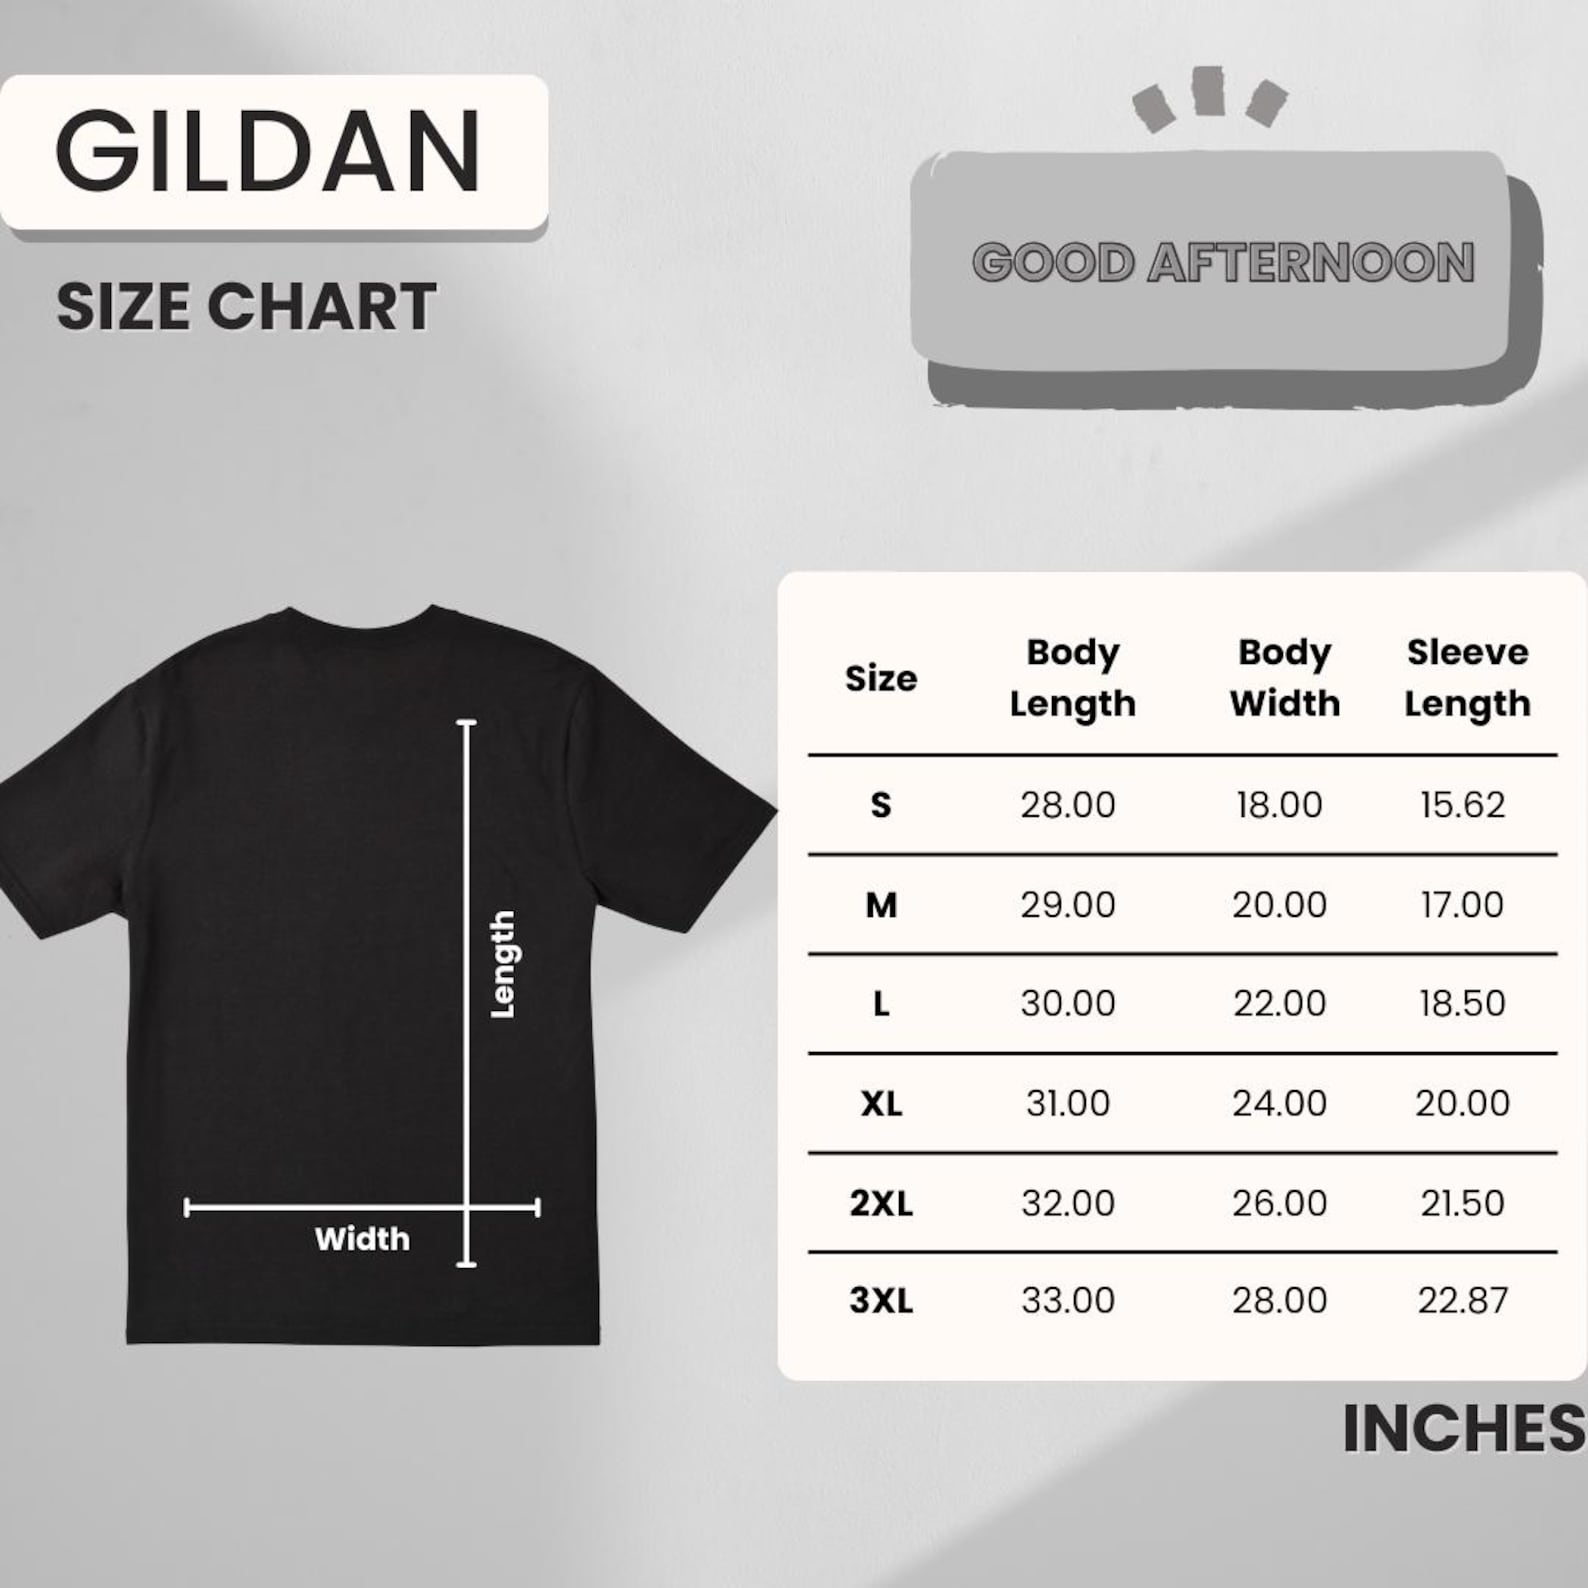 GILDAN
SIZE CHART
GOOD AFTERNOON
Length
Width
Size Body Length Body Width Sleeve Length
S 28.00 18.00 15.62
M 29.00 20.00 17.00
L 30.00 22.00 18.50
XL 31.00 24.00 20.00
2XL 32.00 26.00 21.50
3XL 33.00 28.00 22.87
INCHES